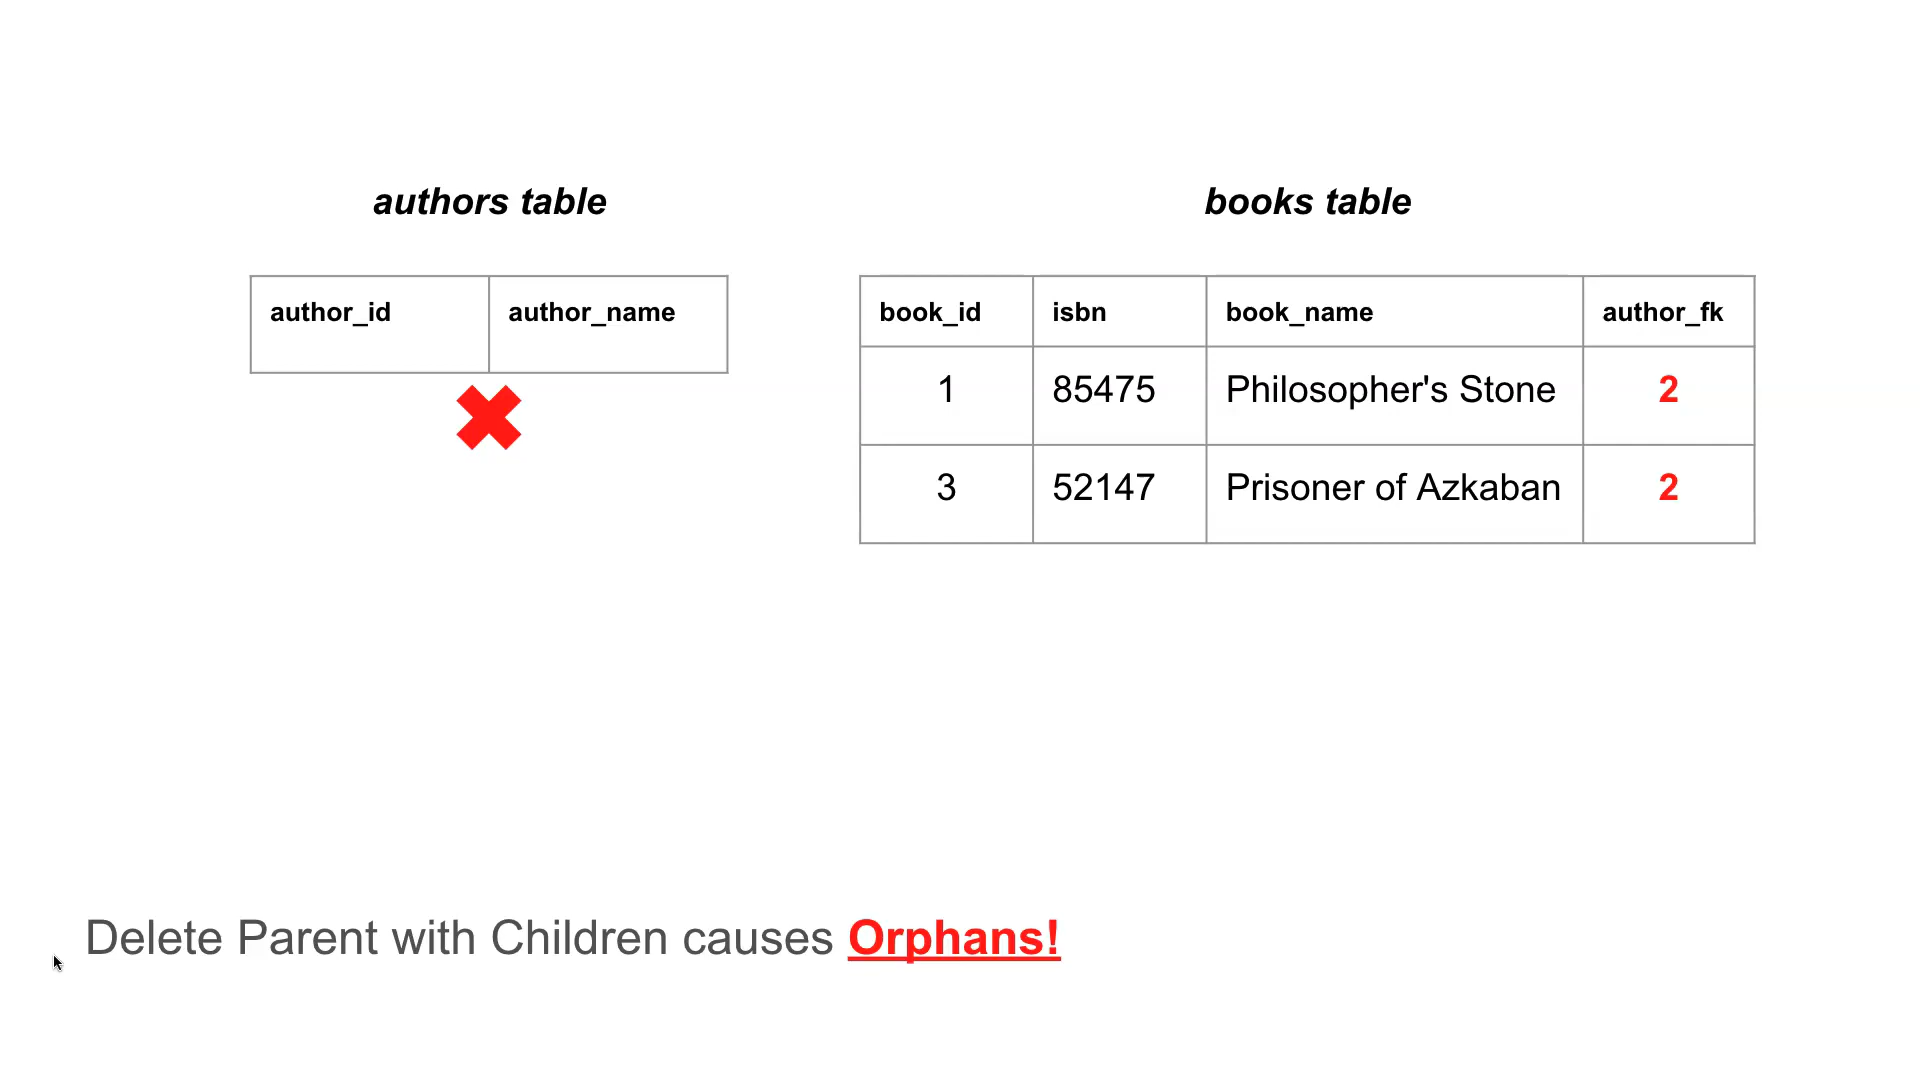 authors table
author_id author_name
books table
book_id isbn book_name author_fk
1 85475 Philosopher's Stone 2
3 52147 Prisoner of Azkaban 2
Delete Parent with Children causes Orphans!